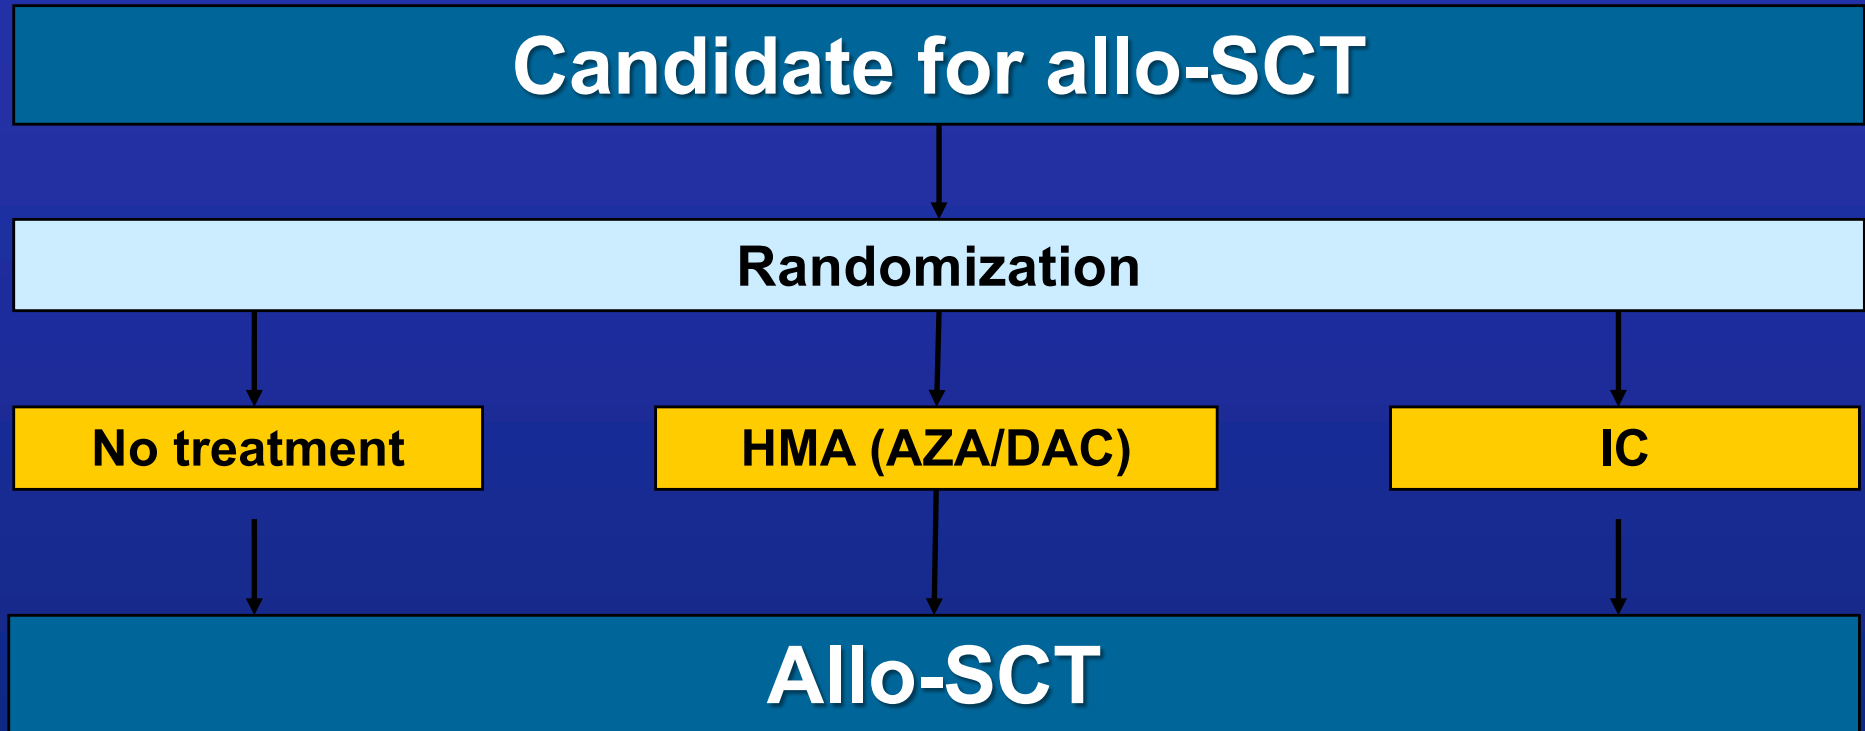 Candidate for allo-SCT
Randomization
No treatment
HMA (AZA/DAC)
IC
Allo-SCT